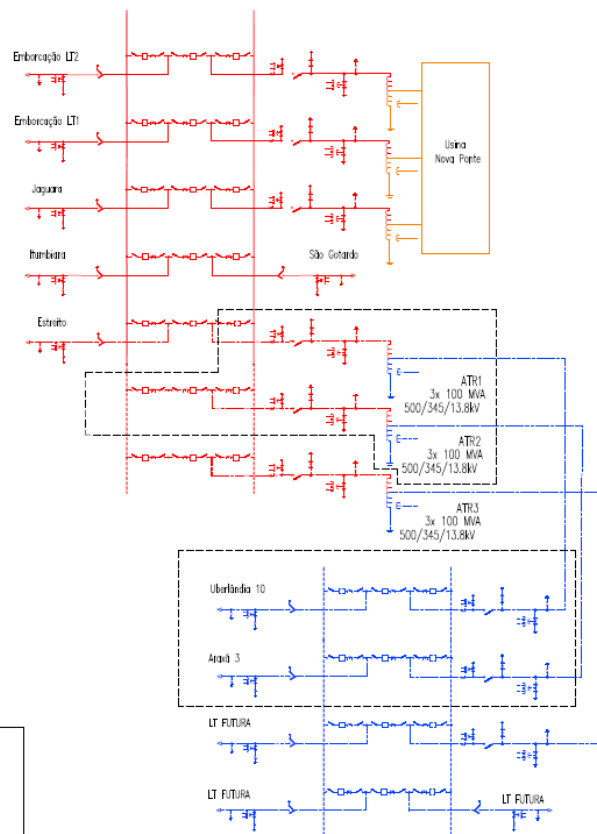 Emborcação LT2
Emborcação LT1
Usina
Nova Ponte
Jaguara
Itumbiara
São Gotardo
Estreito
ATR1
3x 100 MVA
500/345/13.8kV
ATR2
3x 100 MVA
500/345/13.8kV
ATR3
3x 100 MVA
500/345/13.8kV
Uberlândia 10
Araxá 3
LT FUTURA
LT FUTURA
LT FUTURA